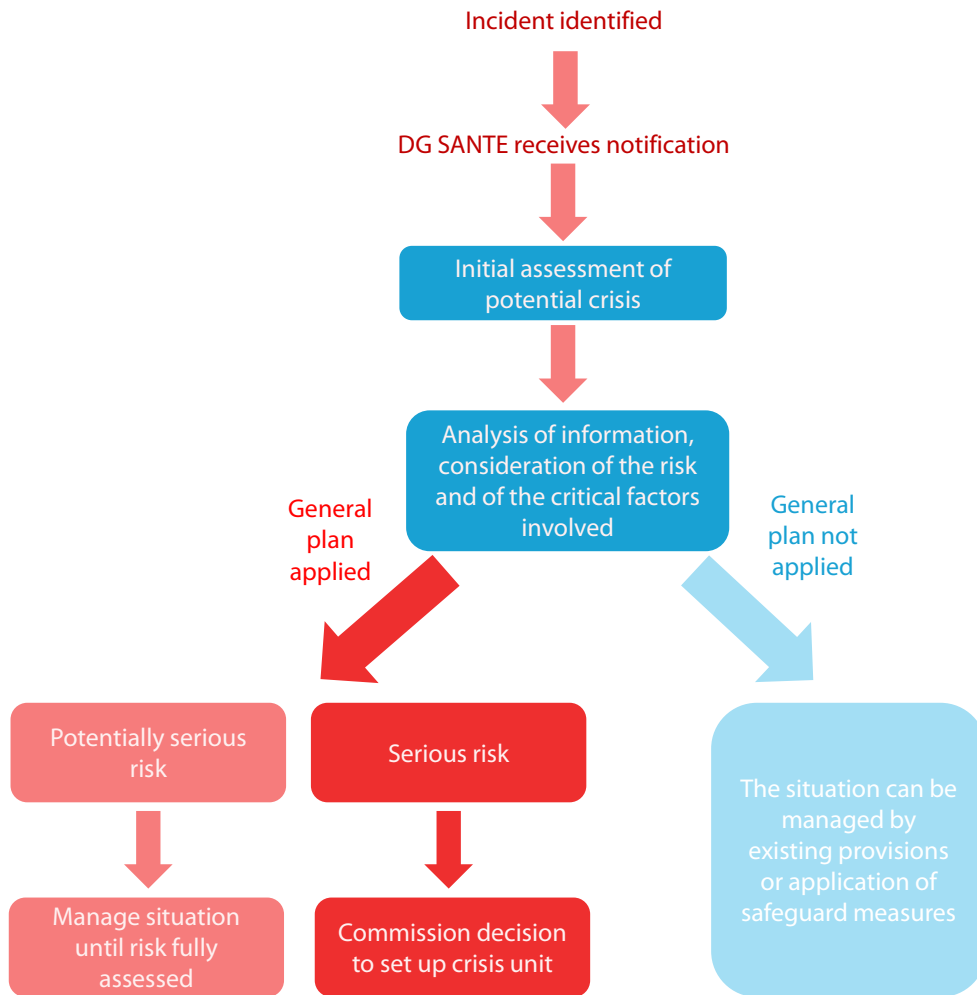 Incident identified
DG SANTE receives notification
Initial assessment of
potential crisis
Analysis of information,
consideration of the risk
and of the critical factors
involved
General
plan
applied
General
plan not
applied
Potentially serious
risk
Serious risk
The situation can be
managed by
existing provisions
or application of
safeguard measures
Manage situation
until risk fully
assessed
Commission decision
to set up crisis unit